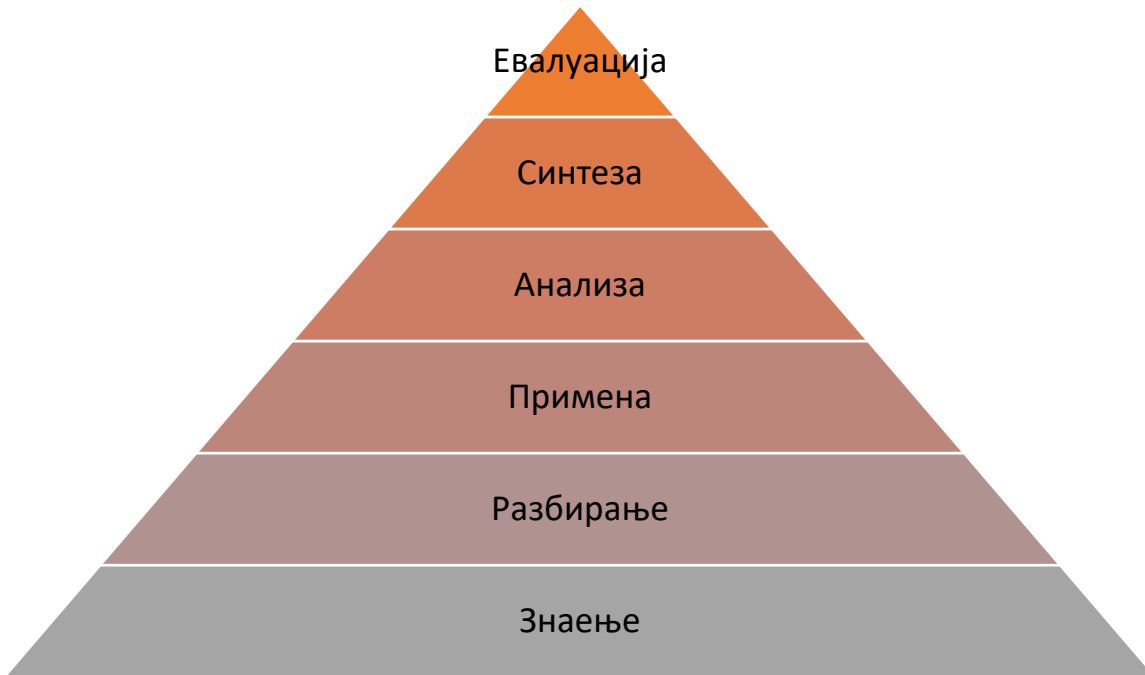 Евалуација
Синтеза
Анализа
Примена
Разбирање
Знаење